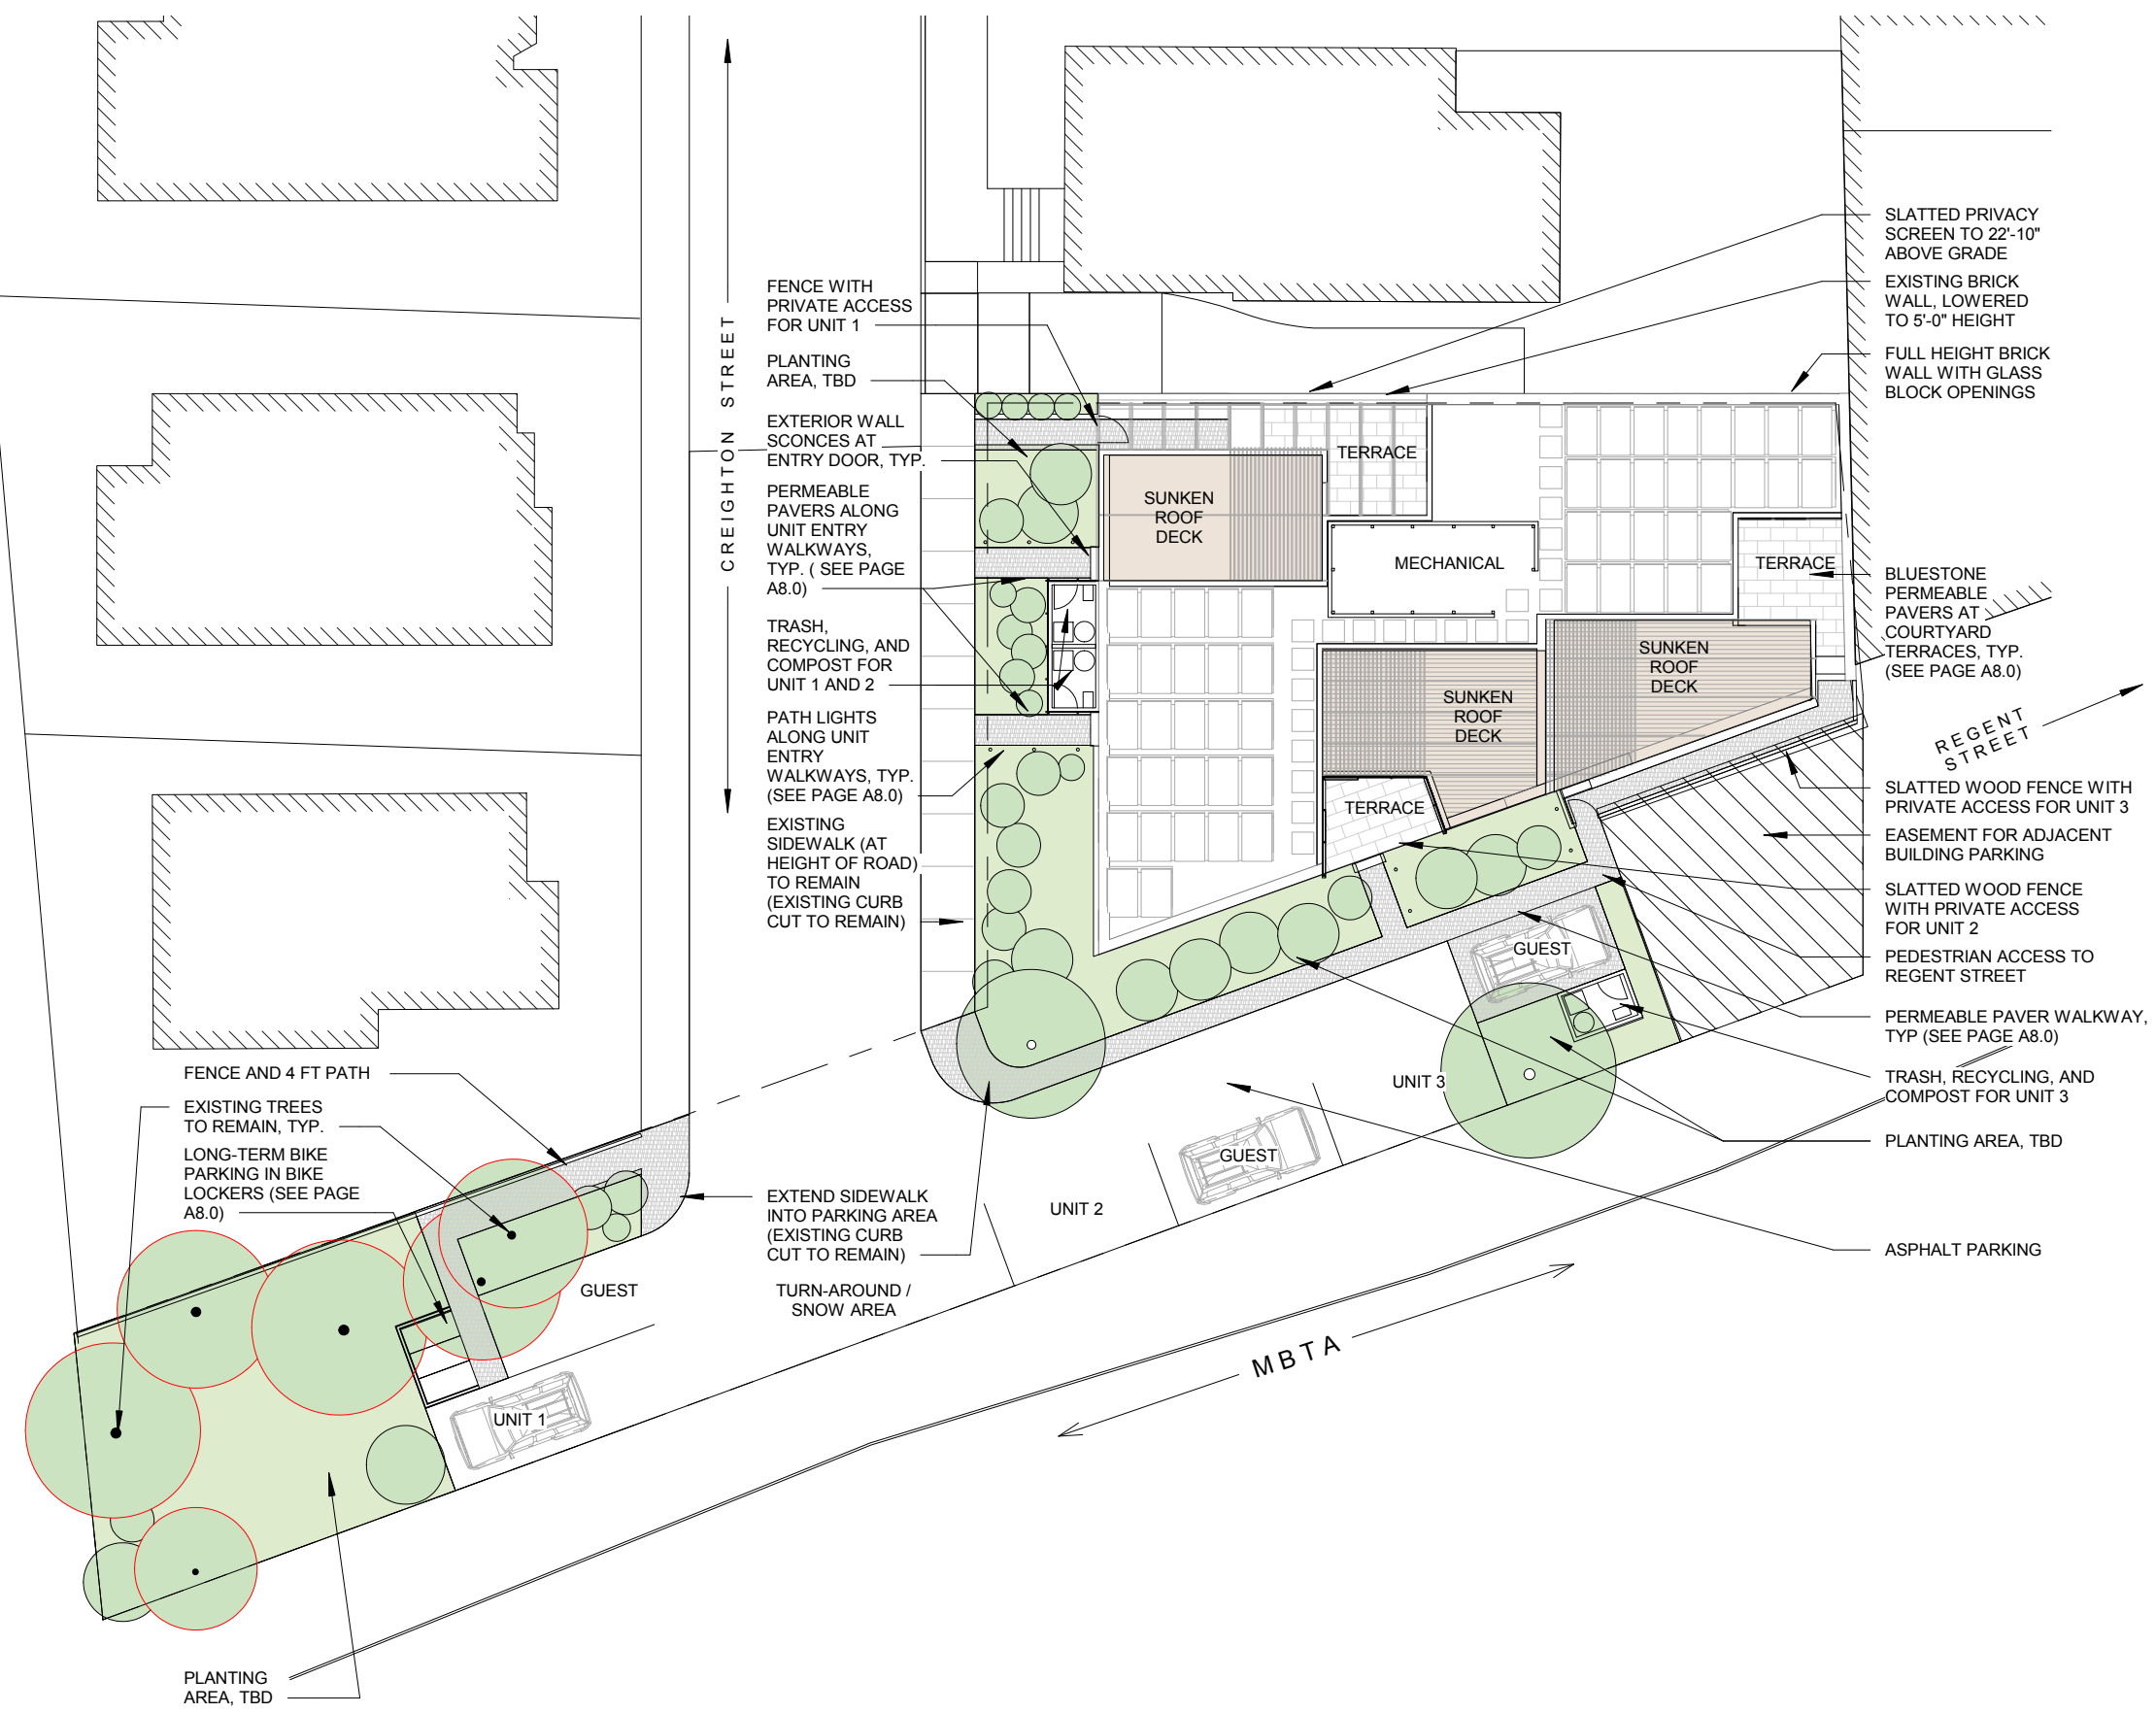 CREIGHTON STREET
FENCE WITH
PRIVATE ACCESS
FOR UNIT 1
PLANTING
AREA, TBD
EXTERIOR WALL
SCONCES AT
ENTRY DOOR, TYP.
PERMEABLE
PAVERS ALONG
UNIT ENTRY
WALKWAYS,
TYP. ( SEE PAGE
A8.0)
TRASH,
RECYCLING, AND
COMPOST FOR
UNIT 1 AND 2
PATH LIGHTS
ALONG UNIT
ENTRY
WALKWAYS, TYP.
(SEE PAGE A8.0)
EXISTING
SIDEWALK (AT
HEIGHT OF ROAD)
TO REMAIN
(EXISTING CURB
CUT TO REMAIN)
TERRACE
SUNKEN
ROOF
DECK
MECHANICAL
TERRACE
SUNKEN
ROOF
DECK
SUNKEN
ROOF
DECK
TERRACE
GUEST
UNIT 3
GUEST
UNIT 2
SLATTED PRIVACY
SCREEN TO 22'-10"
ABOVE GRADE
EXISTING BRICK
WALL, LOWERED
TO 5'-0" HEIGHT
FULL HEIGHT BRICK
WALL WITH GLASS
BLOCK OPENINGS
BLUESTONE
PERMEABLE
PAVERS AT
COURTYARD
TERRACES, TYP.
(SEE PAGE A8.0)
REGENT
STREET
SLATTED WOOD FENCE WITH
PRIVATE ACCESS FOR UNIT 3
EASEMENT FOR ADJACENT
BUILDING PARKING
SLATTED WOOD FENCE
WITH PRIVATE ACCESS
FOR UNIT 2
PEDESTRIAN ACCESS TO
REGENT STREET
PERMEABLE PAVER WALKWAY,
TYP (SEE PAGE A8.0)
TRASH, RECYCLING, AND
COMPOST FOR UNIT 3
PLANTING AREA, TBD
ASPHALT PARKING
FENCE AND 4 FT PATH
EXISTING TREES
TO REMAIN, TYP.
LONG-TERM BIKE
PARKING IN BIKE
LOCKERS (SEE PAGE
A8.0)
EXTEND SIDEWALK
INTO PARKING AREA
(EXISTING CURB
CUT TO REMAIN)
GUEST
TURN-AROUND /
SNOW AREA
MBTA
UNIT 1
PLANTING
AREA, TBD